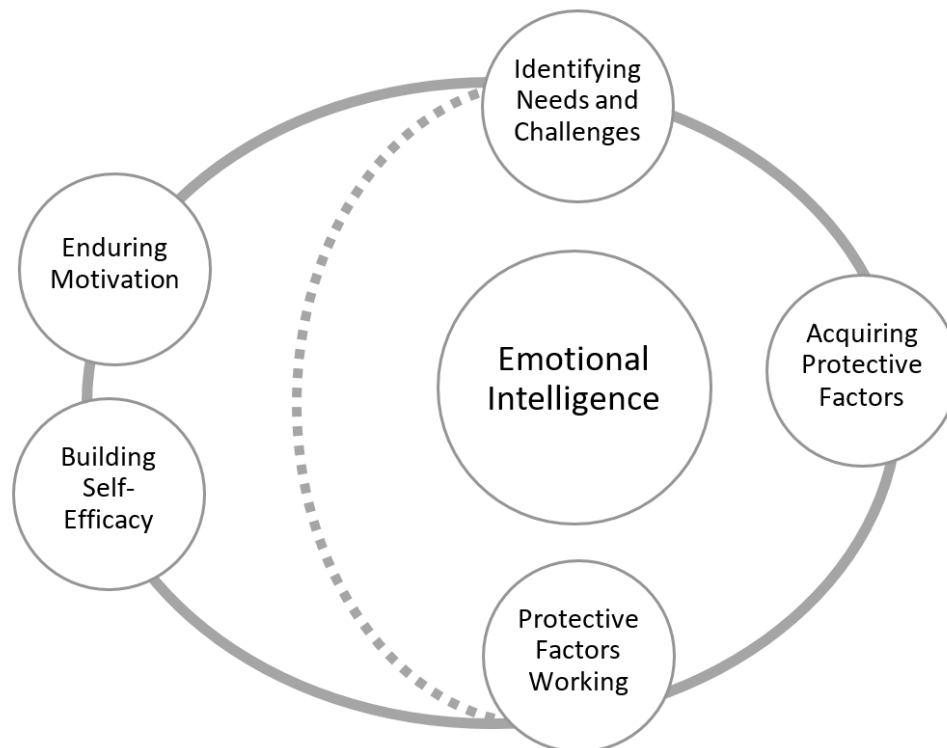 Identifying
Needs and
Challenges
Enduring
Motivation
Emotional
Intelligence
Acquiring
Protective
Factors
Building
Self-
Efficacy
Protective
Factors
Working